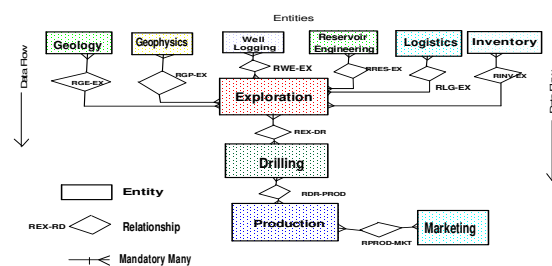 Entities
Geology
Geophysics
Well
Logging
Reservoir
Engineering
Logistics
Inventory
Data Flow
RGE-EX
RGP-EX
RWE-EX
RRES-EX
RLG-EX
RINV-EX
Exploration
REX-DR
Drilling
RDR-PROD
Production
RPROD-MKT
Marketing
Entity
REX-RD
Relationship
Mandatory Many